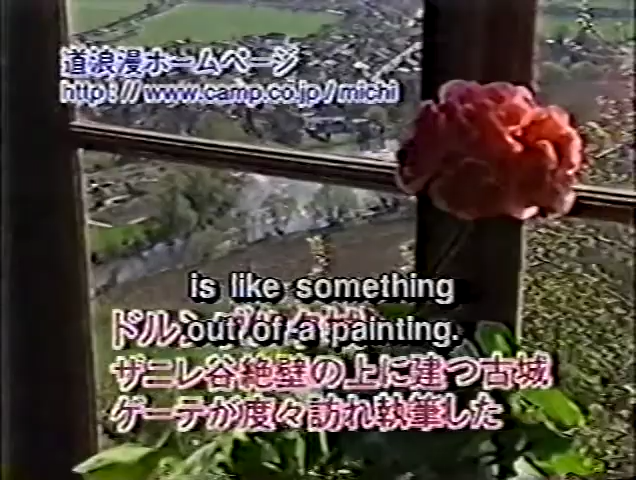 道浪漫ホームページ
http://www.camp.co.jp/michi
is like something
out of a painting.
ザニレ谷絶壁の上に建つ古城
ゲーテが度々訪れ執筆した